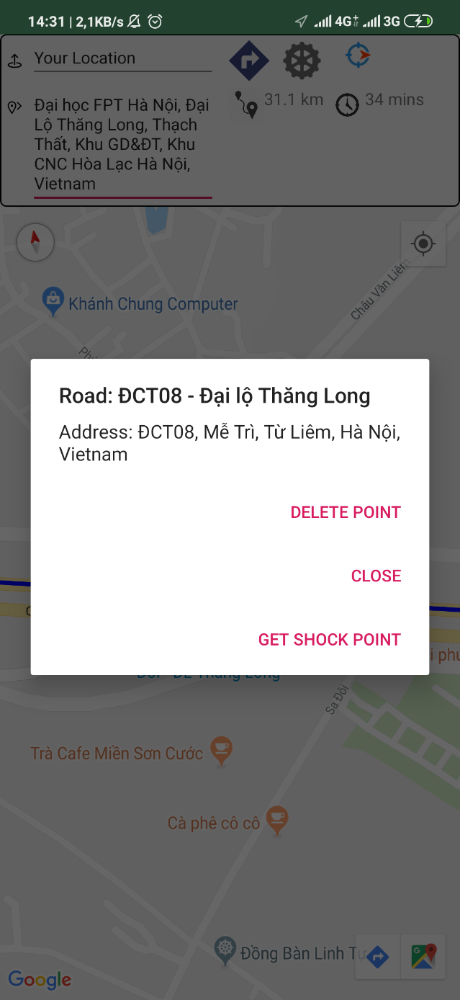 14:31 | 2,1KB/s
4G+
3G
Your Location
31.1 km
34 mins
Đại học FPT Hà Nội, Đại
Lộ Thăng Long, Thạch
Thất, Khu GD&ĐT, Khu
CNC Hòa Lạc Hà Nội,
Vietnam
Châu Văn Liêm
Khánh Chung Computer
Road: ĐCT08 - Đại lộ Thăng Long
Address: ĐCT08, Mễ Trì, Từ Liêm, Hà Nội,
Vietnam
DELETE POINT
CLOSE
GET SHOCK POINT
Thăng Long
Sa Đôi
Trà Cafe Miền Sơn Cước
Cà phê cô cô
Đồng Bàn Linh Tự
Google